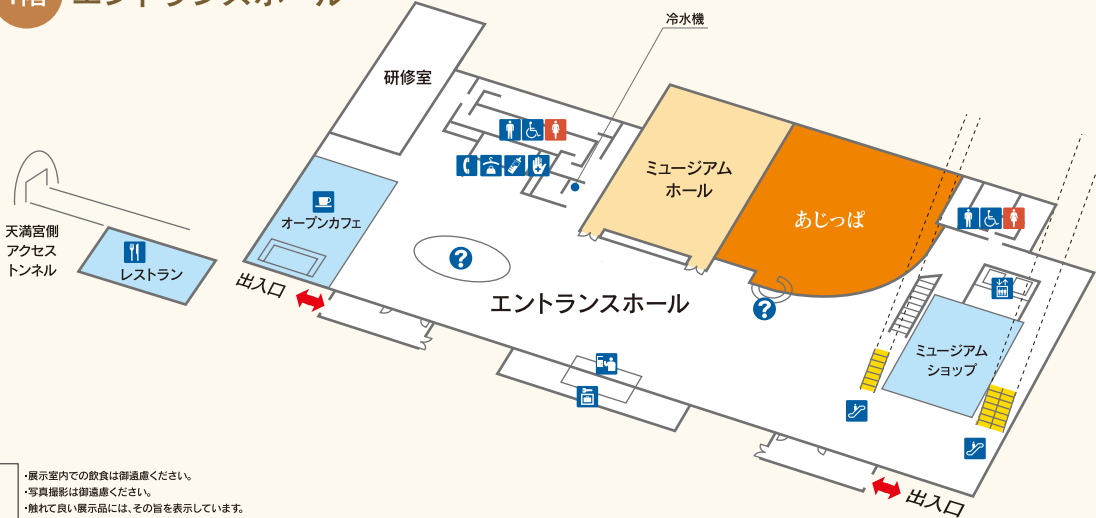 1階 エントランスホール
冷水機
研修室
ミュージアム
ホール
あじっぱ
オープンカフェ
天満宮側
アクセス
トンネル
レストラン
出入口
?
エントランスホール
?
ミュージアム
ショップ
出入口
・展示室内での飲食は御遠慮ください。
・写真撮影は御遠慮ください。
・触れて良い展示品には、その旨を表示しています。